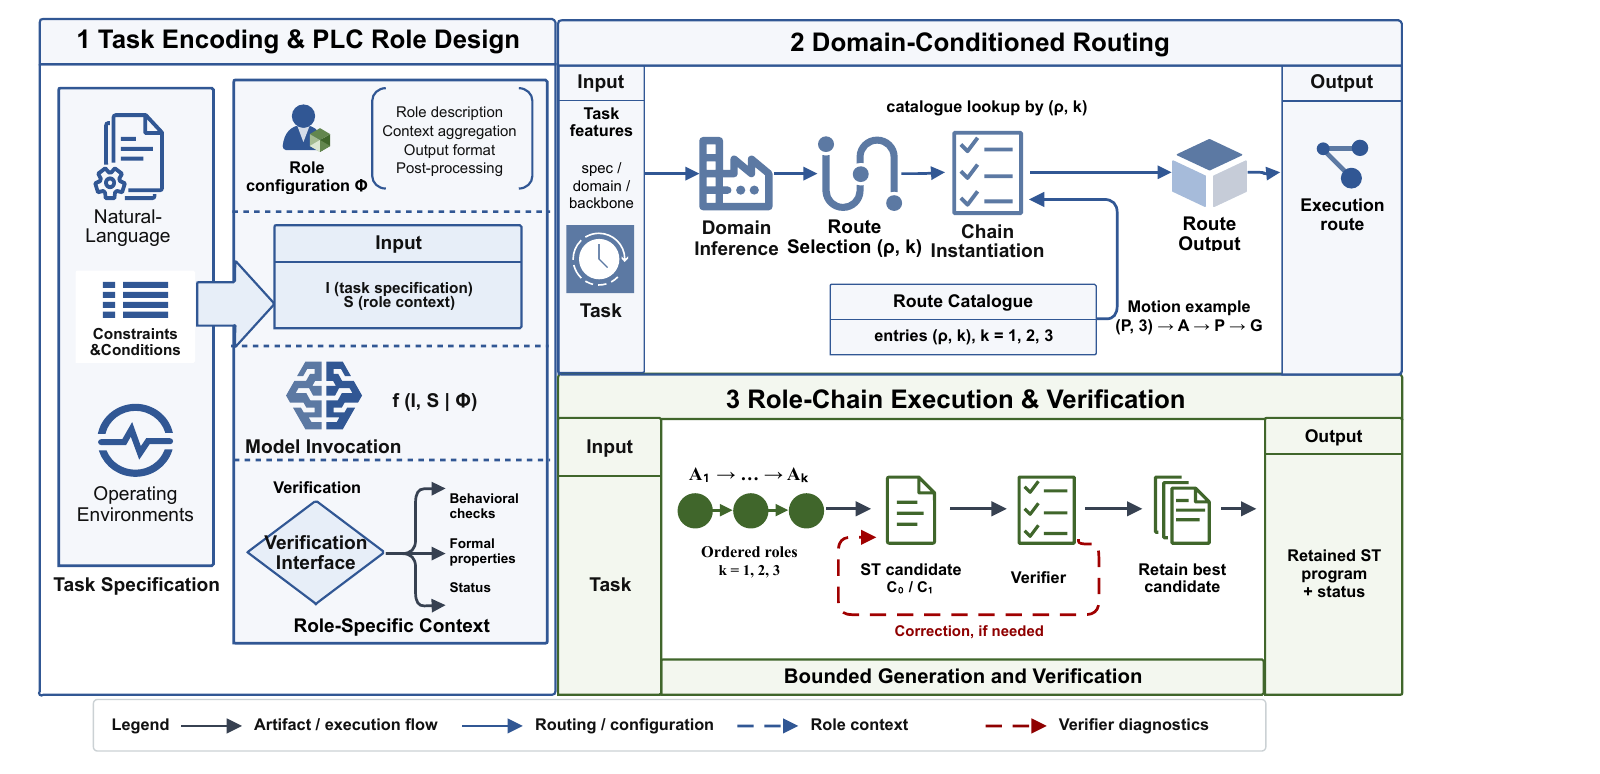 1 Task Encoding & PLC Role Design
Natural-
Language
Constraints
&Conditions
Operating
Environments
Task Specification
Role
configuration Φ
Role description
Context aggregation
Output format
Post-processing
Input
I (task specification)
S (role context)
f (I, S | Φ)
Model Invocation
Verification
Verification
Interface
Behavioral
checks
Formal
properties
Status
Role-Specific Context
2 Domain-Conditioned Routing
Input
Task
features
spec /
domain /
backbone
Task
catalogue lookup by (ρ, k)
Domain
Inference
Route
Selection (ρ, k)
Chain
Instantiation
Route
Output
Route Catalogue
entries (ρ, k), k = 1, 2, 3
Motion example
(P, 3) → A → P → G
Output
Execution
route
3 Role-Chain Execution & Verification
Input
Task
A₁ → … → Aₖ
Ordered roles
k = 1, 2, 3
ST candidate
C₀ / C₁
Verifier
Retain best
candidate
Correction, if needed
Bounded Generation and Verification
Output
Retained ST
program
+ status
Legend
Artifact / execution flow
Routing / configuration
Role context
Verifier diagnostics